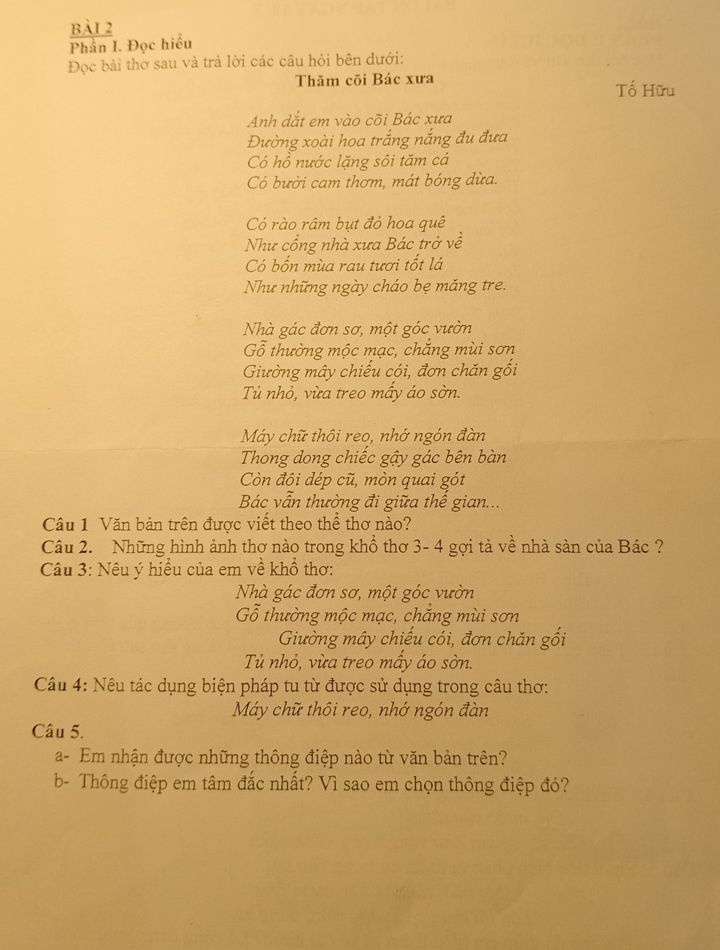 BÀI 2
Phần I. Đọc hiểu
Đọc bài thơ sau và trả lời các câu hỏi bên dưới:
Thăm cõi Bác xưa
Tố Hữu
Anh dắt em vào cõi Bác xưa
Đường xoài hoa trắng nắng đu đưa
Có hồ nước lặng sôi tăm cá
Có bưởi cam thơm, mát bóng dừa.
Có rào râm bụt đỏ hoa quê
Như cổng nhà xưa Bác trở về
Có bốn mùa rau tươi tốt lá
Như những ngày cháo bẹ măng tre.
Nhà gác đơn sơ, một góc vườn
Gỗ thường mộc mạc, chẳng mùi sơn
Giường mây chiếu cói, đơn chăn gối
Tủ nhỏ, vừa treo mấy áo sờn.
Máy chữ thôi reo, nhớ ngón đàn
Thong dong chiếc gậy gác bên bàn
Còn đôi dép cũ, mòn quai gót
Bác vẫn thường đi giữa thế gian...
Câu 1 Văn bản trên được viết theo thể thơ nào?
Câu 2. Những hình ảnh thơ nào trong khổ thơ 3- 4 gợi tả về nhà sàn của Bác ?
Câu 3: Nêu ý hiểu của em về khổ thơ:
Nhà gác đơn sơ, một góc vườn
Gỗ thường mộc mạc, chẳng mùi sơn
Giường mây chiếu cói, đơn chăn gối
Tủ nhỏ, vừa treo mấy áo sờn.
Câu 4: Nêu tác dụng biện pháp tu từ được sử dụng trong câu thơ:
Máy chữ thôi reo, nhớ ngón đàn
Câu 5.
a- Em nhận được những thông điệp nào từ văn bản trên?
b- Thông điệp em tâm đắc nhất? Vì sao em chọn thông điệp đó?